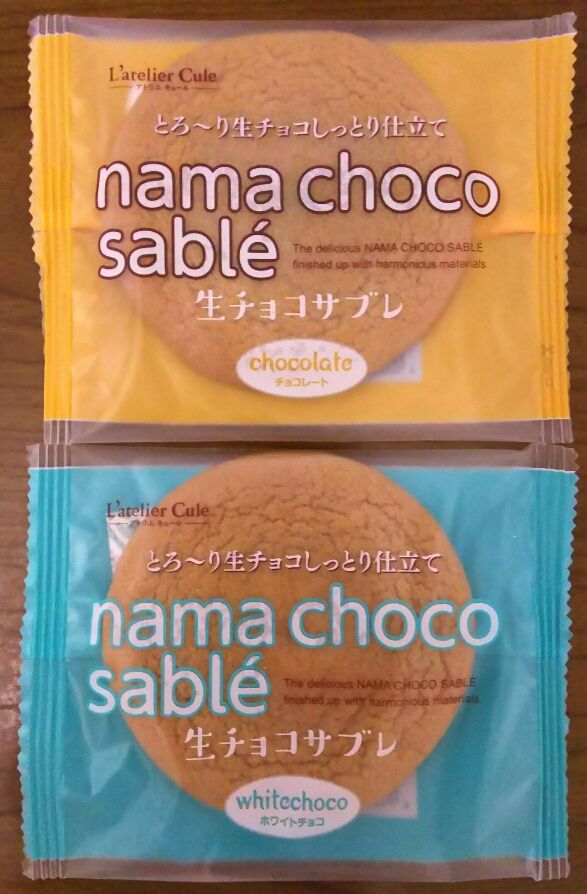 L'atelier Cule
アトリエ キュール
とろ〜り生チョコしっとり仕立て
nama choco
sablé
The delicious NAMA CHOCO SABLE
finished up with harmonious materials
生チョコサブレ
chocolate
チョコレート
L'atelier Cule
アトリエ キュール
とろ〜り生チョコしっとり仕立て
nama choco
sablé
The delicious NAMA CHOCO SABLE
finished up with harmonious materials
生チョコサブレ
whitechoco
ホワイトチョコ